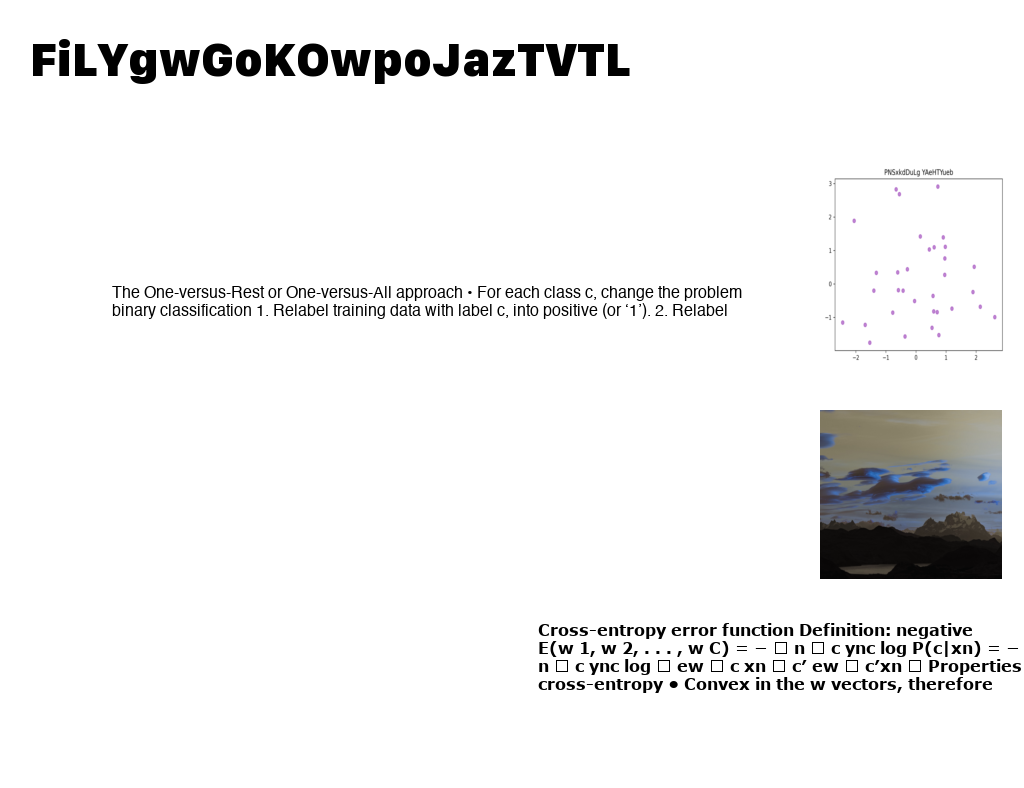 FiLYgwGoKOwpoJazTVTL
PNSxkdDuLg YAeHTYueb
3
2
1
0
−1
−2 −1 0 1 2
The One-versus-Rest or One-versus-All approach • For each class c, change the problem
binary classification 1. Relabel training data with label c, into positive (or ‘1’). 2. Relabel
Cross-entropy error function Definition: negative
E(w 1, w 2, . . . , w C) = − □ n □ c ync log P(c|xn) = −
n □ c ync log □ ew □ c xn □ c′ ew □ c′xn □ Properties
cross-entropy ● Convex in the w vectors, therefore